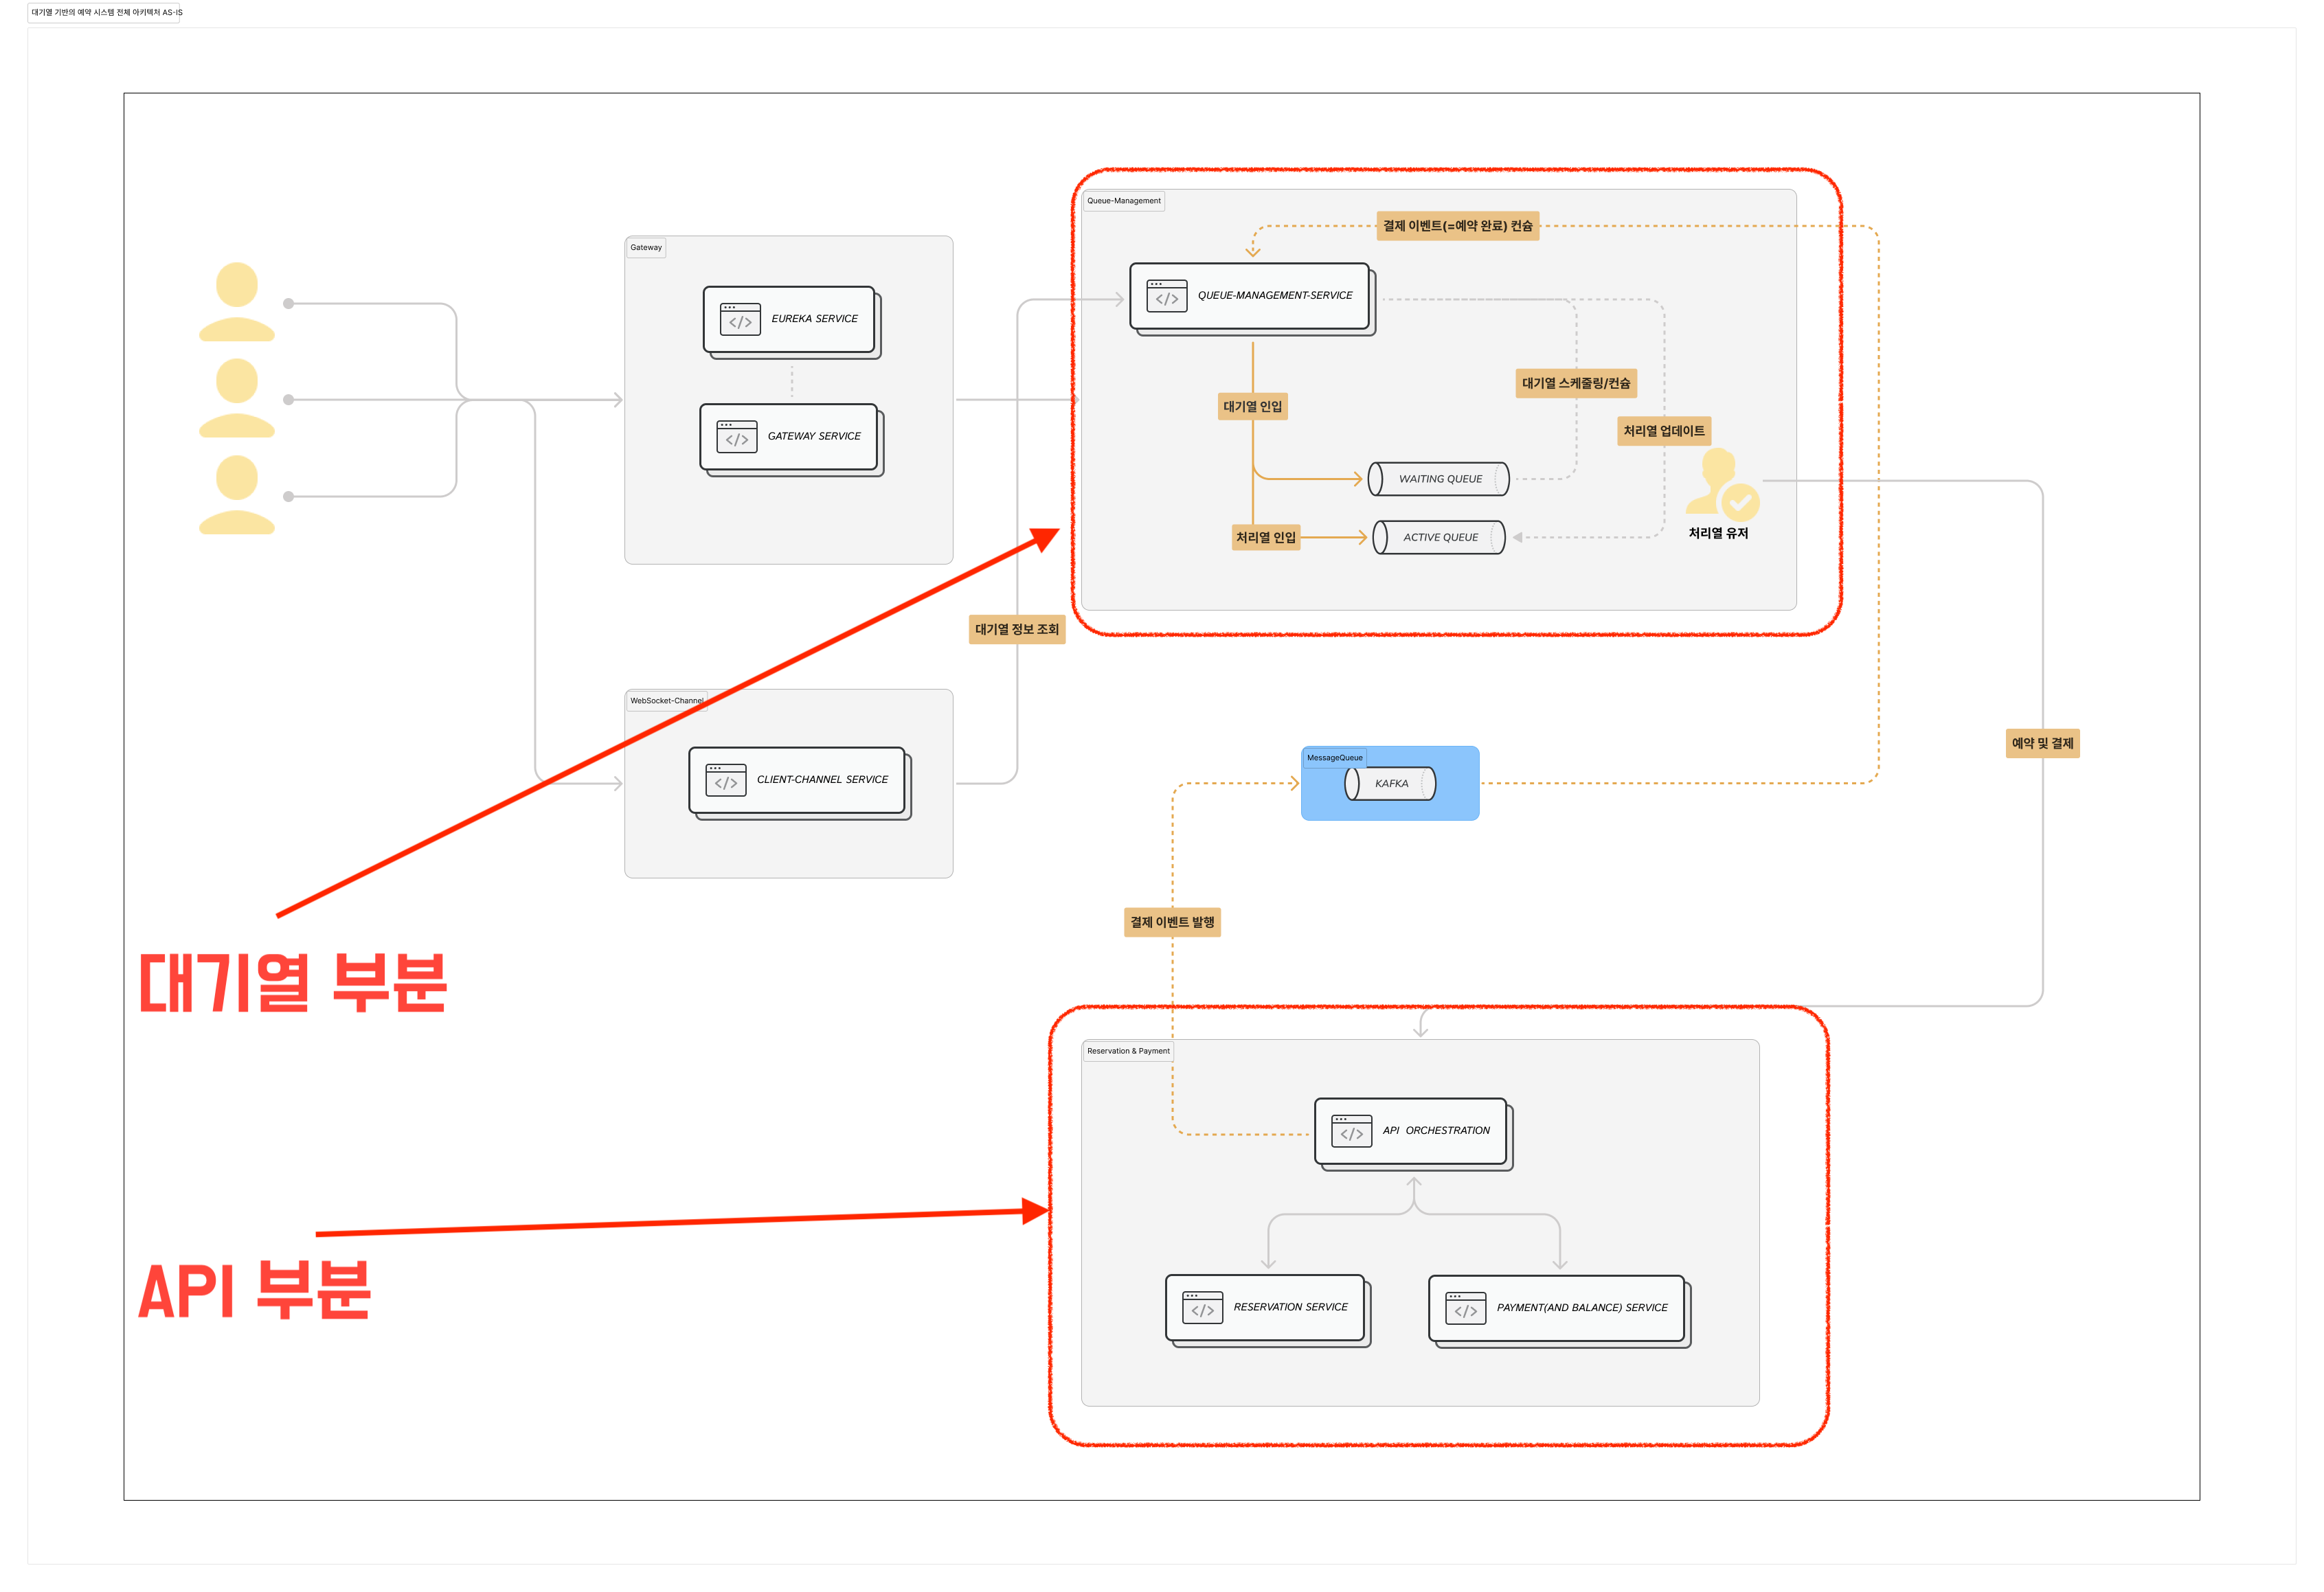 대기열 기반의 예약 시스템 전체 아키텍처 AS-IS
Queue-Management
결제 이벤트(=예약 완료) 컨슘
Gateway
QUEUE-MANAGEMENT-SERVICE
EUREKA SERVICE
대기열 스케줄링/컨슘
대기열 인입
처리열 업데이트
GATEWAY SERVICE
WAITING QUEUE
처리열 인입
ACTIVE QUEUE
처리열 유저
대기열 정보 조회
WebSocket-Channel
예약 및 결제
MessageQueue
CLIENT-CHANNEL SERVICE
KAFKA
결제 이벤트 발행
대기열 부분
Reservation & Payment
API ORCHESTRATION
API 부분
RESERVATION SERVICE
PAYMENT(AND BALANCE) SERVICE